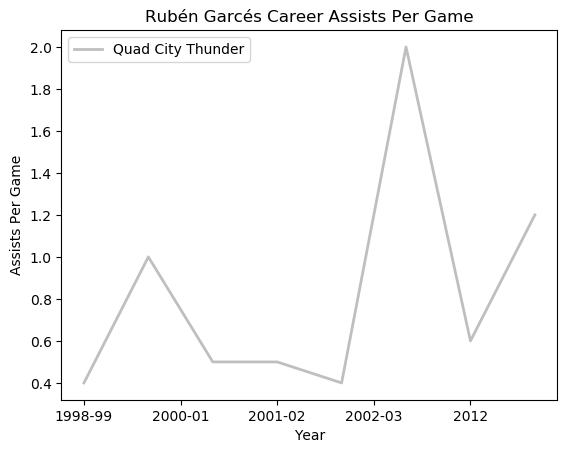 Rubén Garcés Career Assists Per Game
Quad City Thunder
2.0
1.8
1.6
1.4
1.2
1.0
0.8
0.6
0.4
Assists Per Game
1998-99 2000-01 2001-02 2002-03 2012
Year